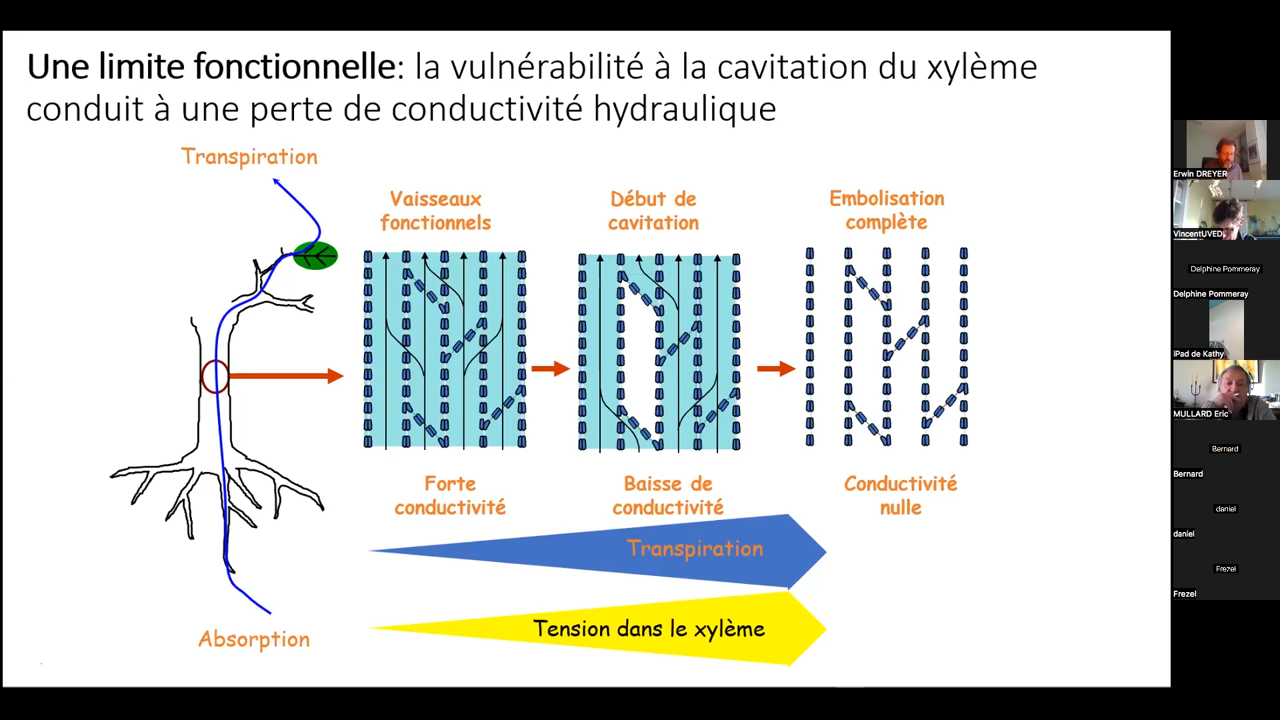 Une limite fonctionnelle: la vulnérabilité à la cavitation du xylème
conduit à une perte de conductivité hydraulique
Transpiration
Vaisseaux
fonctionnels
Début de
cavitation
Embolisation
complète
Forte
conductivité
Baisse de
conductivité
Conductivité
nulle
Transpiration
Tension dans le xylème
Absorption
Erwin DREYER
VincentUVED
Delphine Pommeray
Delphine Pommeray
iPad de Kathy
MULLARD Eric
Bernard
Bernard
daniel
daniel
Frezel
Frezel